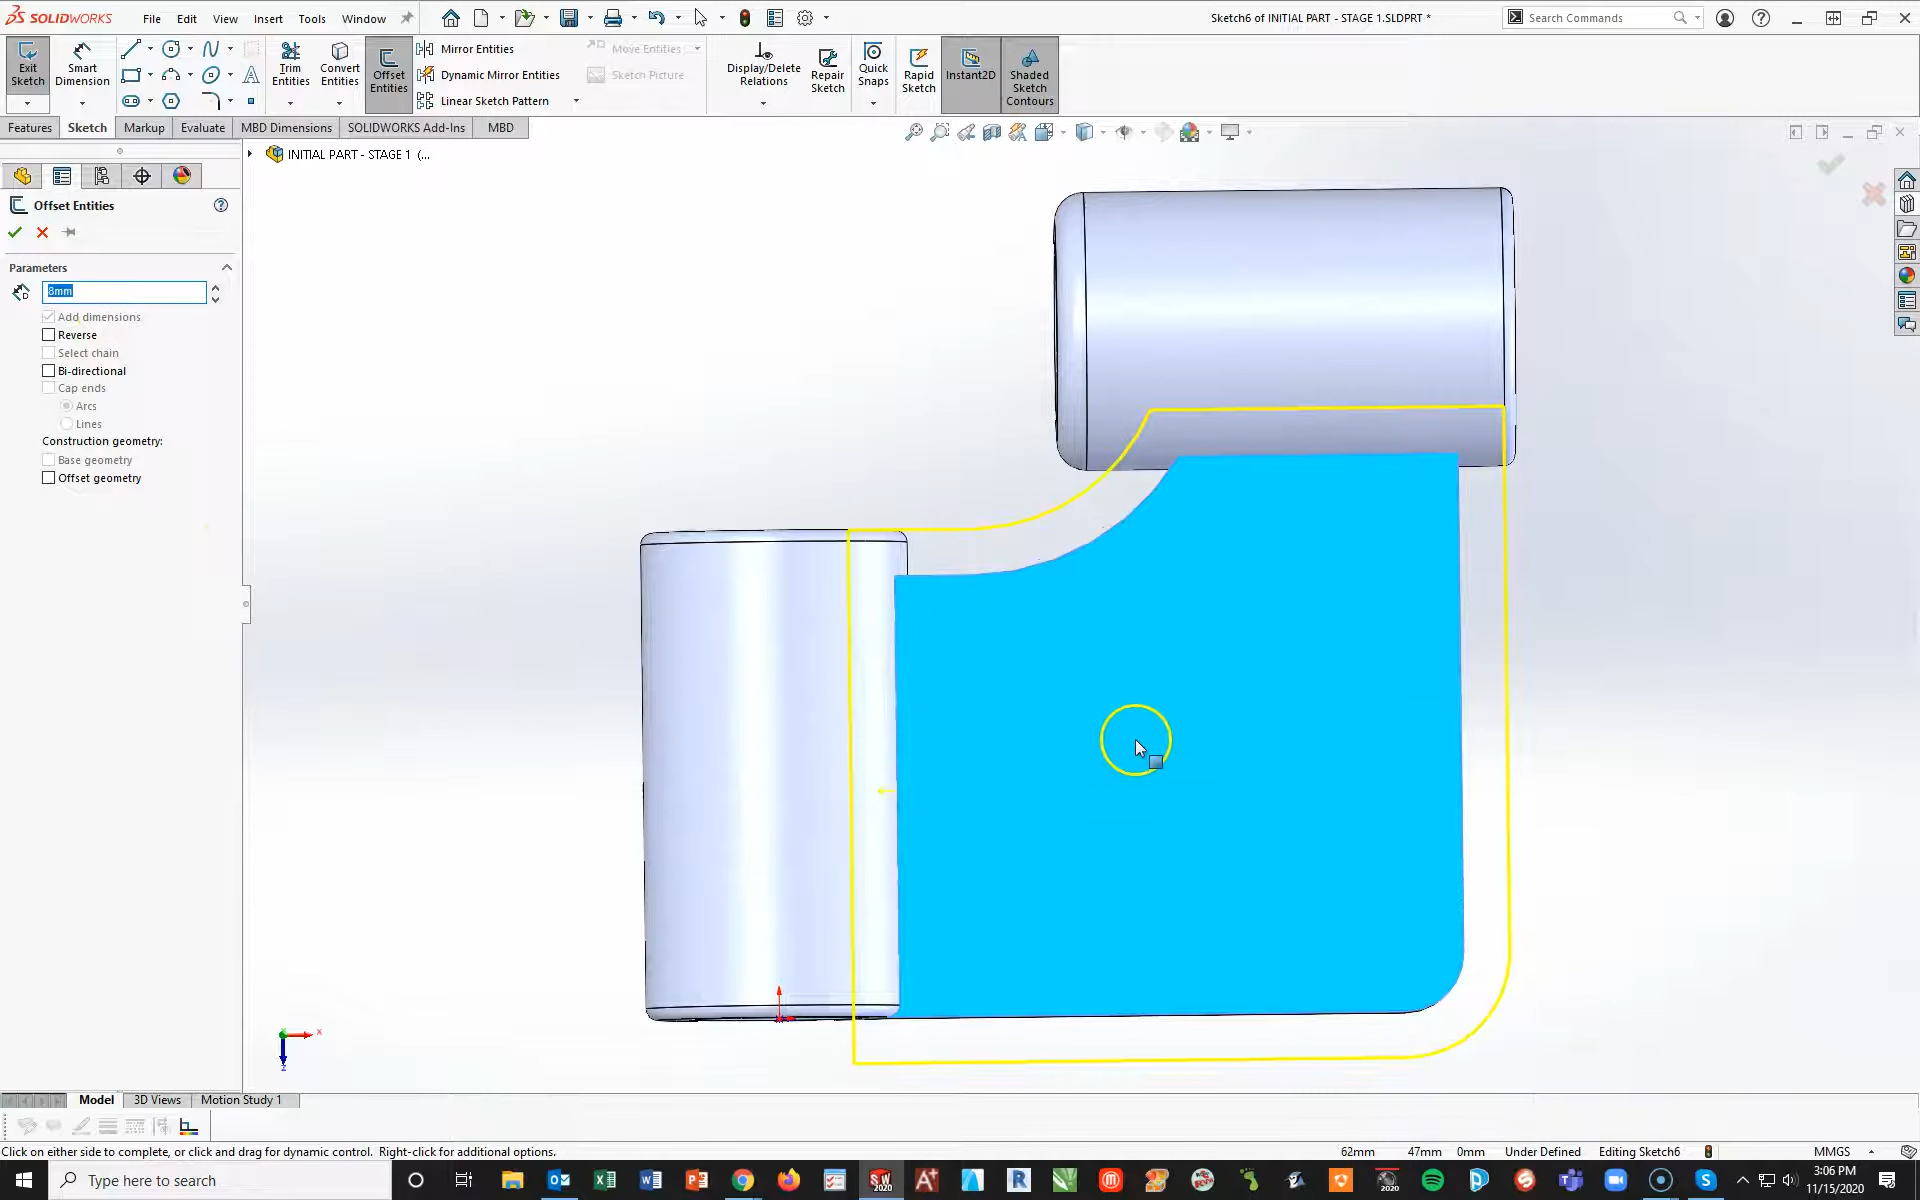 SOLIDWORKS File Edit View Insert Tools Window Sketch6 of INITIAL PART - STAGE 1.SLDPRT * Search Commands
Exit Sketch
Smart Dimension
Trim Entities
Convert Entities
Offset Entities
Mirror Entities
Dynamic Mirror Entities
Linear Sketch Pattern
Move Entities
Sketch Picture
Display/Delete Relations
Repair Sketch
Quick Snaps
Rapid Sketch
Instant2D
Shaded Sketch Contours
Features Sketch Markup Evaluate MBD Dimensions SOLIDWORKS Add-Ins MBD
INITIAL PART - STAGE 1 (...
Offset Entities
Parameters
8mm
Add dimensions
Reverse
Select chain
Bi-directional
Cap ends
Arcs
Lines
Construction geometry:
Base geometry
Offset geometry
x
z
Model 3D Views Motion Study 1
Click on either side to complete, or click and drag for dynamic control. Right-click for additional options. 62mm 47mm 0mm Under Defined Editing Sketch6 MMGS
Type here to search
3:06 PM
11/15/2020